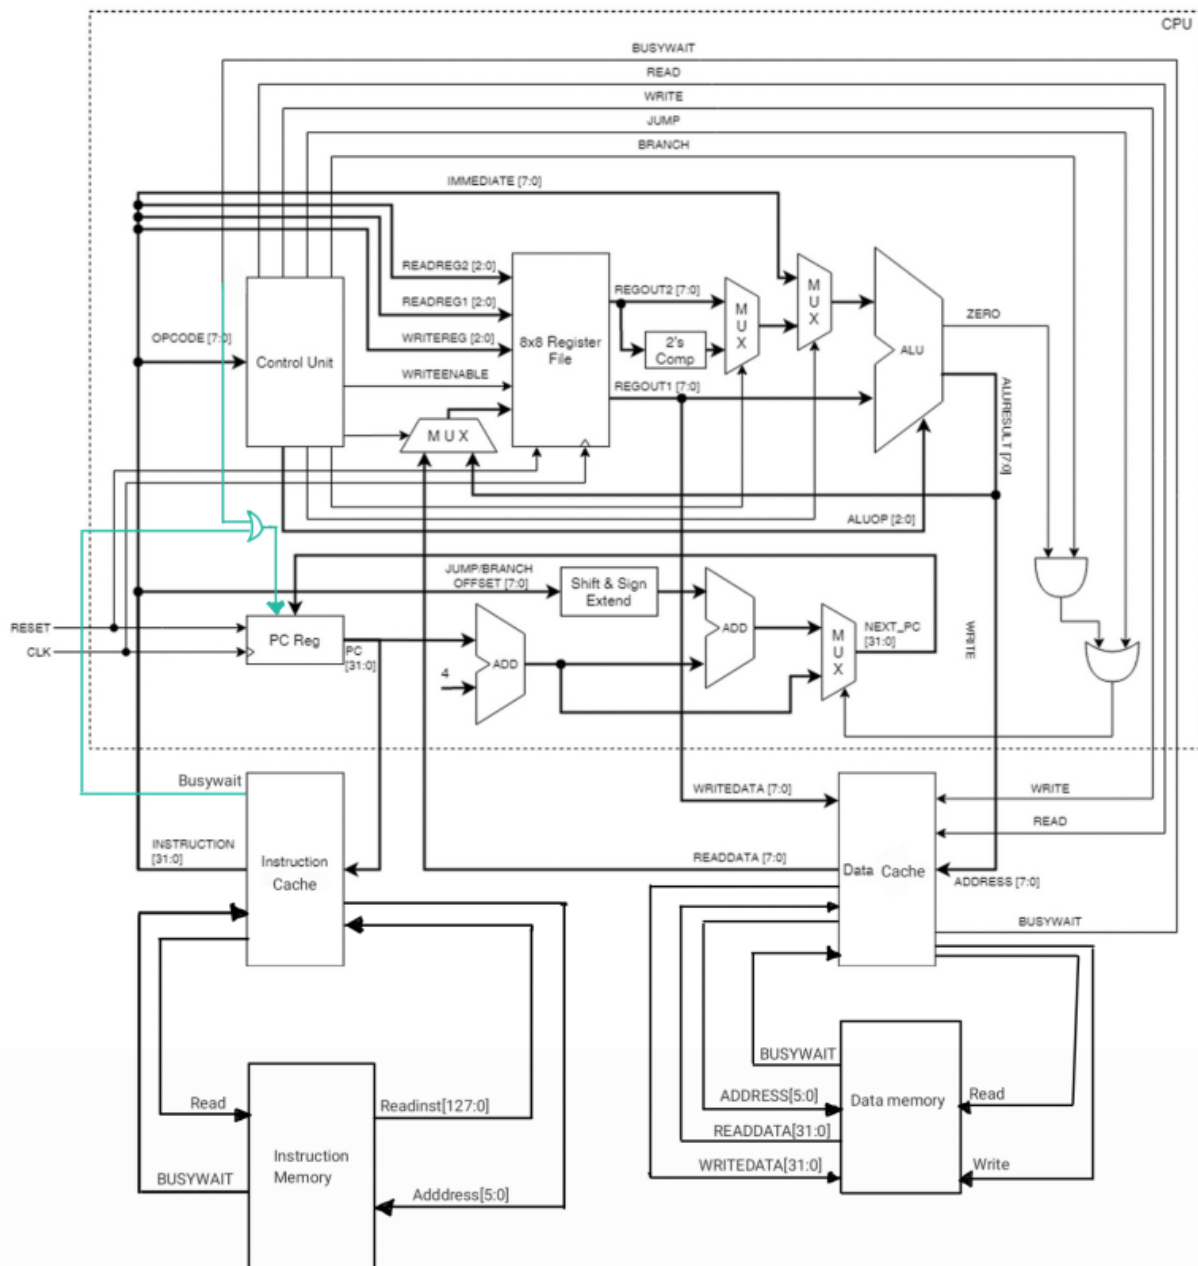 CPU
BUSYWAIT
READ
WRITE
JUMP
BRANCH
IMMEDIATE [7:0]
READREG2 [2:0]
READREG1 [2:0]
WRITEREG [2:0]
WRITEENABLE
OPCODE [7:0]
Control Unit
8x8 Register
File
REGOUT2 [7:0]
2's
Comp
REGOUT1 [7:0]
MUX
MUX
MUX
ALU
ZERO
ALURESULT [7:0]
ALUOP [2:0]
JUMP/BRANCH
OFFSET [7:0]
Shift & Sign
Extend
RESET
CLK
PC Reg
PC
[31:0]
4
ADD
ADD
MUX
NEXT_PC
[31:0]
WRITE
Busywait
INSTRUCTION
[31:0]
Instruction
Cache
WRITEDATA [7:0]
READDATA [7:0]
Data Cache
WRITE
READ
ADDRESS [7:0]
BUSYWAIT
Read
Readinst[127:0]
Instruction
Memory
BUSYWAIT
Adddress[5:0]
BUSYWAIT
ADDRESS[5:0]
READDATA[31:0]
WRITEDATA[31:0]
Data memory
Read
Write